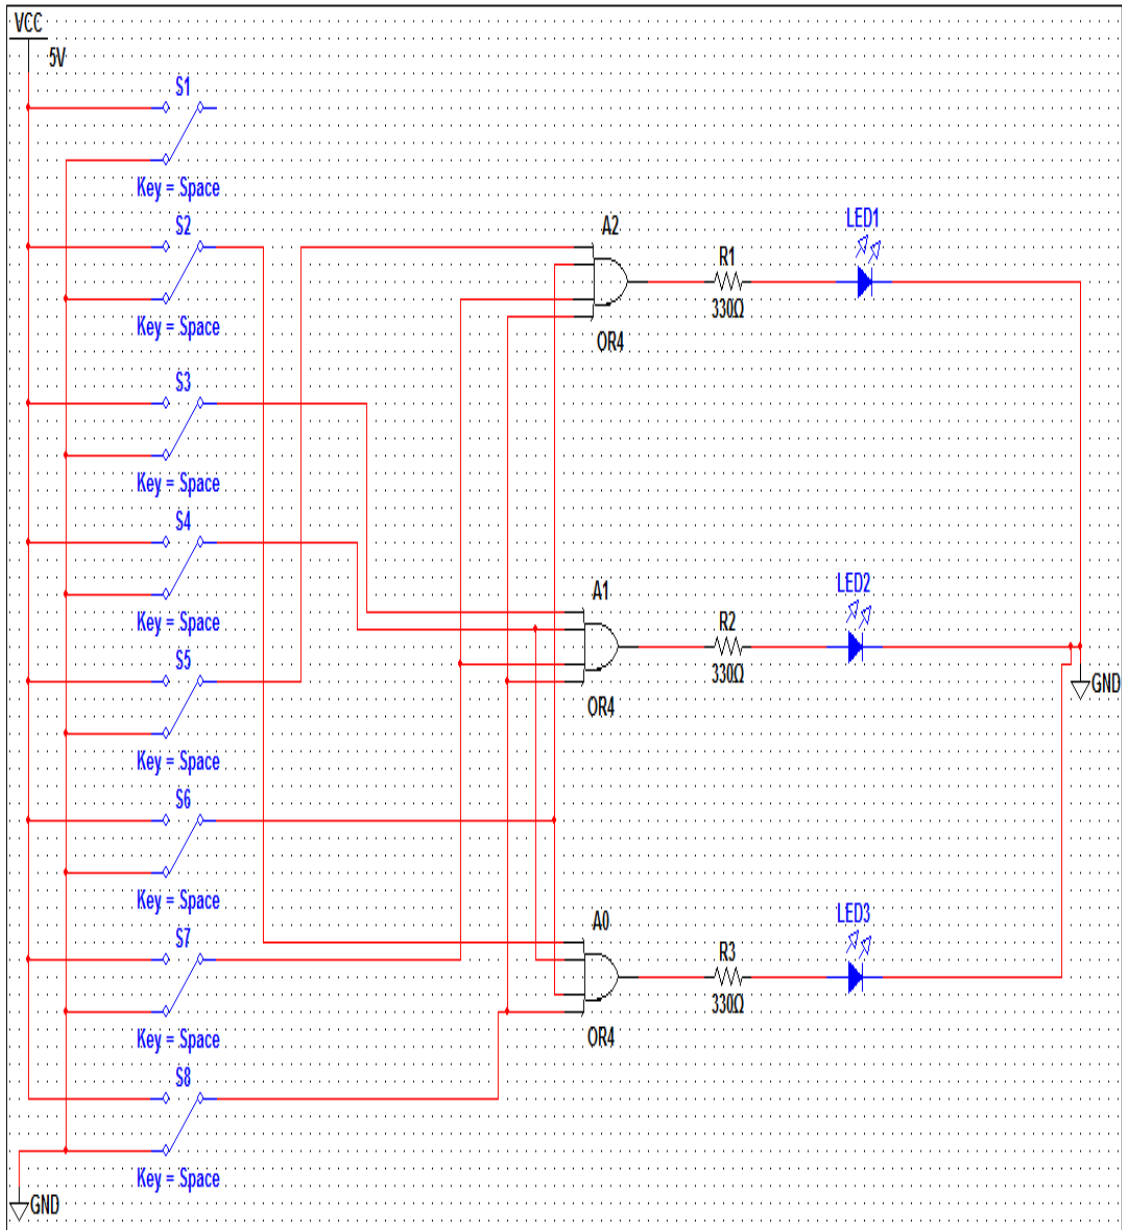 VCC
5V
S1
Key = Space
S2
Key = Space
S3
Key = Space
S4
Key = Space
S5
Key = Space
S6
Key = Space
S7
Key = Space
S8
Key = Space
GND
A2
OR4
R1
330Ω
LED1
A1
OR4
R2
330Ω
LED2
GND
A0
OR4
R3
330Ω
LED3